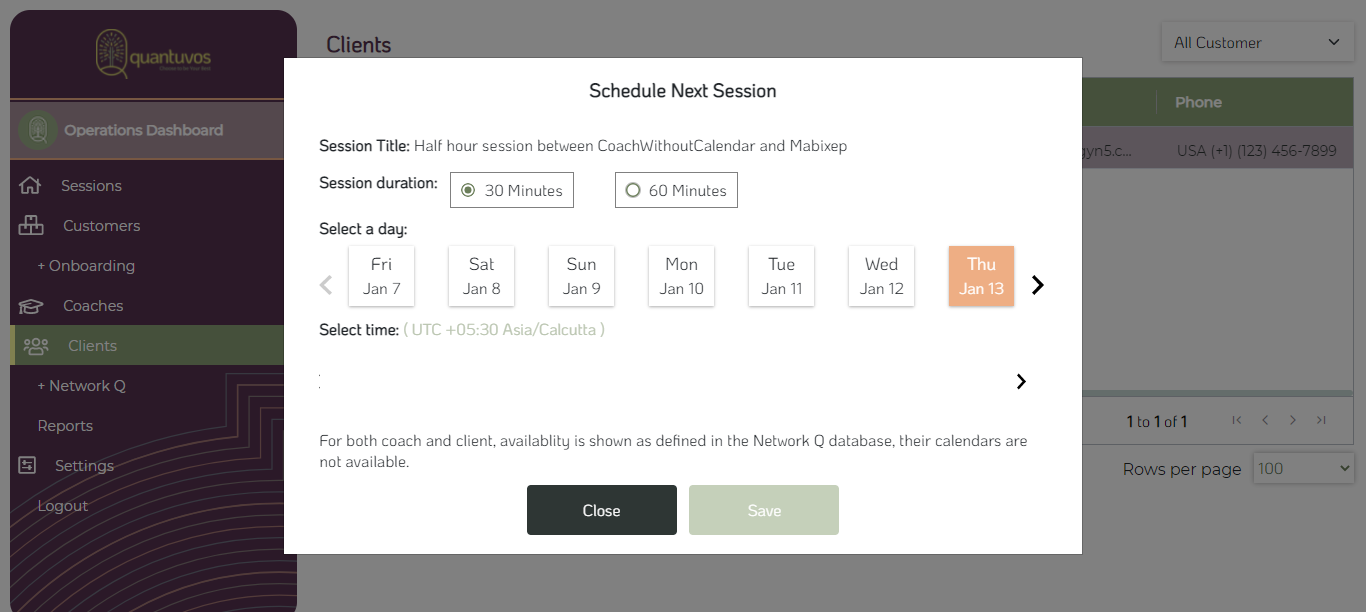 quantuvos
Clients
All Customer
Operations Dashboard
Sessions
Customers
+ Onboarding
Coaches
Clients
+ Network Q
Reports
Settings
Logout
Phone
gyn5.c... USA (+1) (123) 456-7899
1 to 1 of 1
Rows per page 100
Schedule Next Session
Session Title: Half hour session between CoachWithoutCalendar and Mabixep
Session duration: 30 Minutes 60 Minutes
Select a day:
Fri Sat Sun Mon Tue Wed Thu
Jan 7 Jan 8 Jan 9 Jan 10 Jan 11 Jan 12 Jan 13
Select time: ( UTC +05:30 Asia/Calcutta )
For both coach and client, availablity is shown as defined in the Network Q database, their calendars are
not available.
Close Save